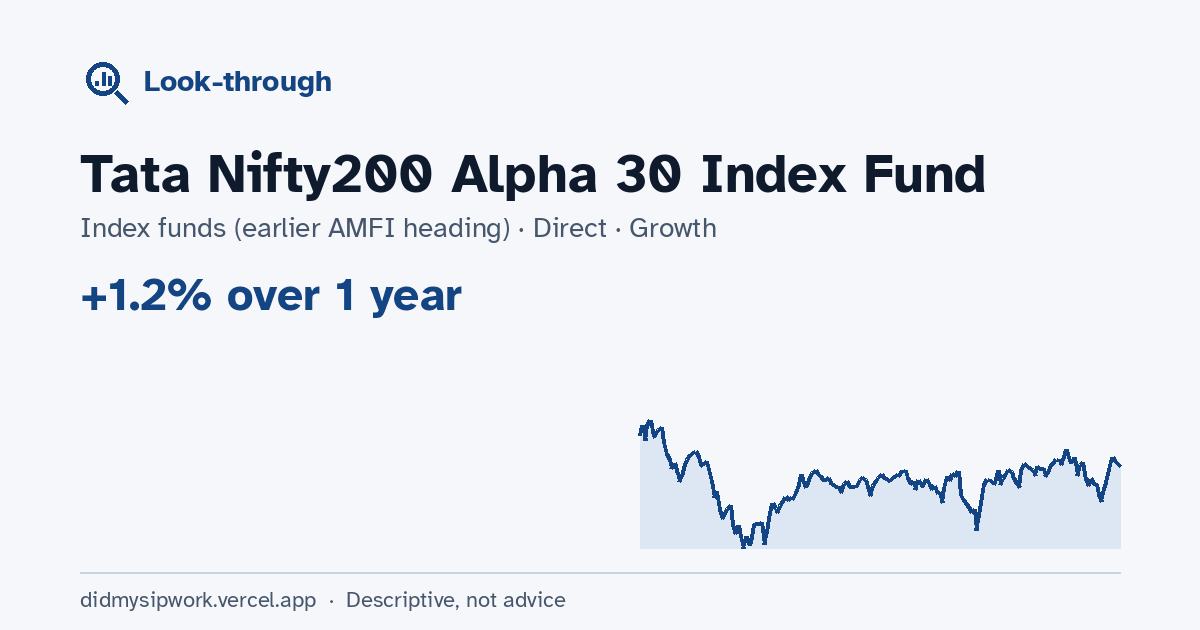 Look-through
Tata Nifty200 Alpha 30 Index Fund
Index funds (earlier AMFI heading) · Direct · Growth
+1.2% over 1 year
didmysipwork.vercel.app · Descriptive, not advice